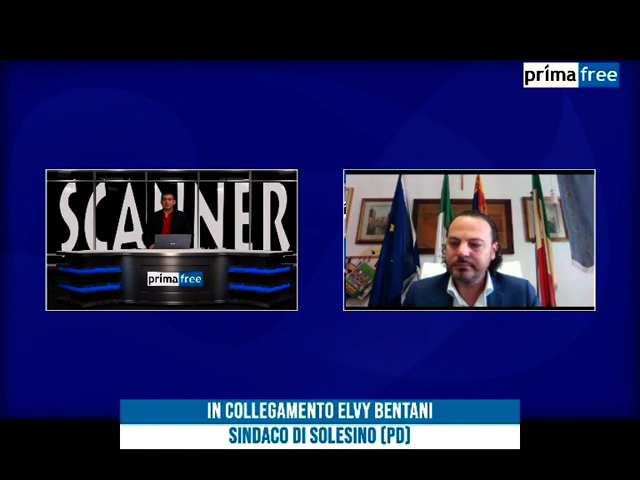 prima free
SCANNER
prima free
IN COLLEGAMENTO ELVY BENTANI
SINDACO DI SOLESINO (PD)